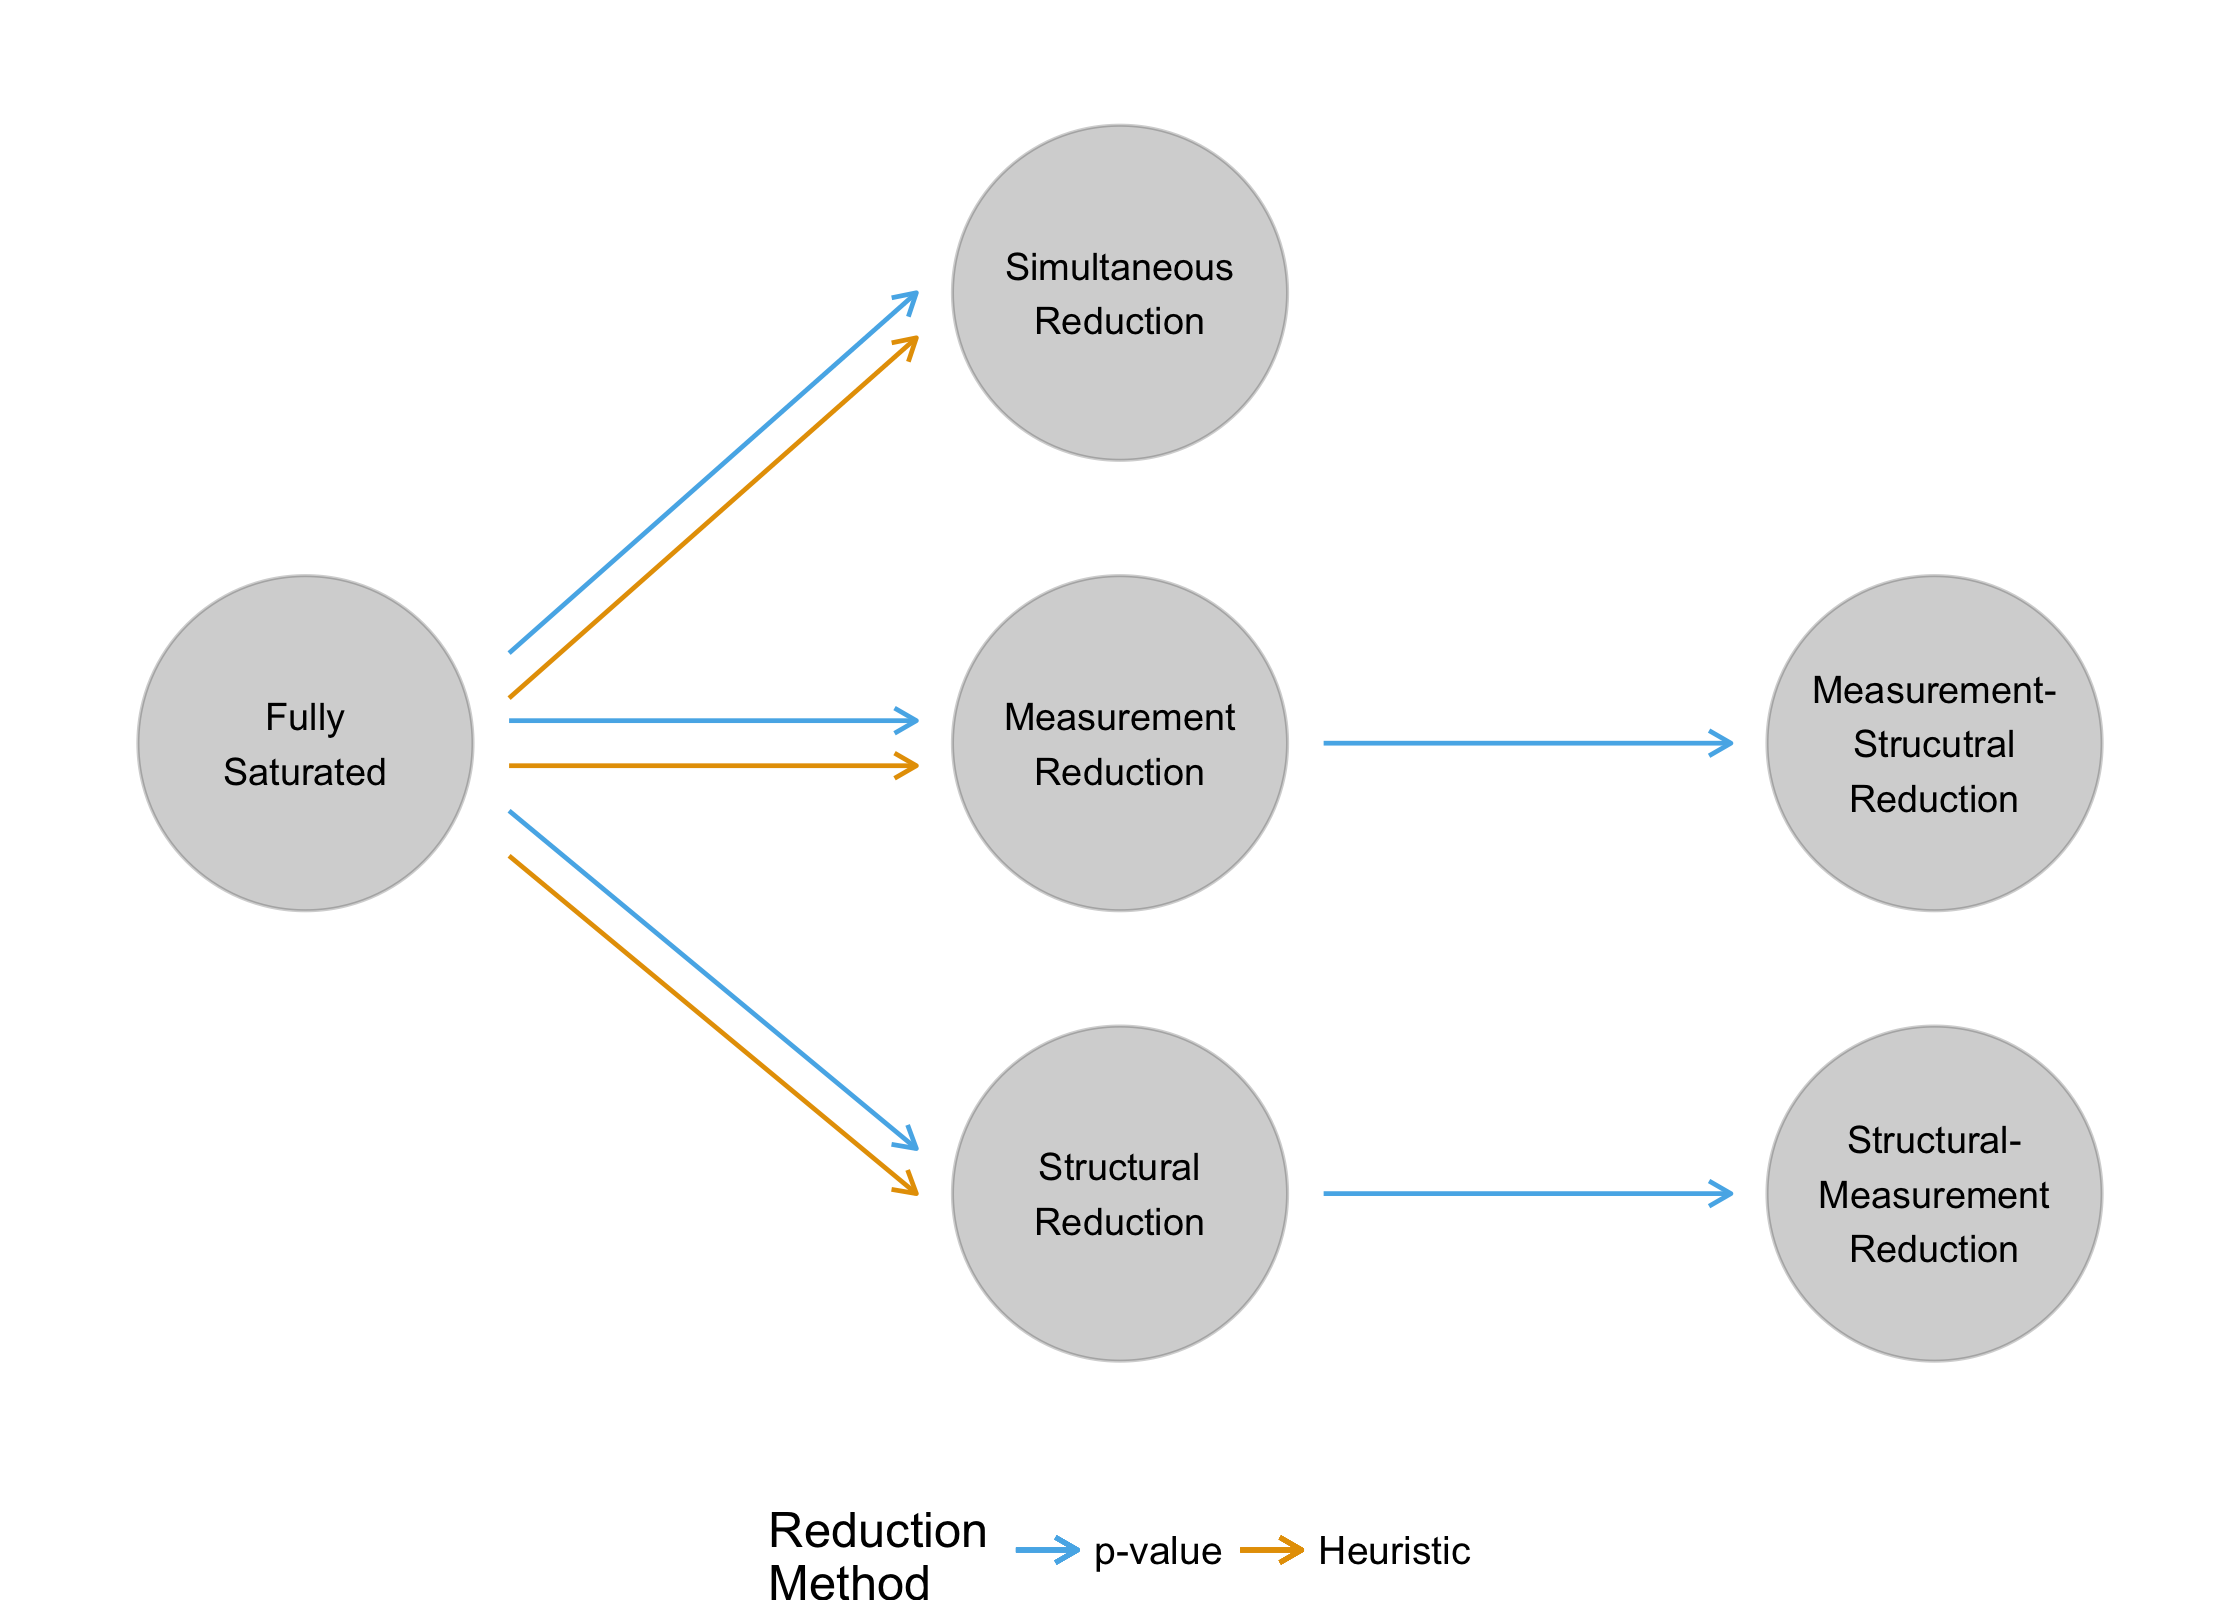 Simultaneous
Reduction
Fully
Saturated
Measurement
Reduction
Measurement-
Strucutral
Reduction
Structural
Reduction
Structural-
Measurement
Reduction
Reduction
Method
p-value
Heuristic